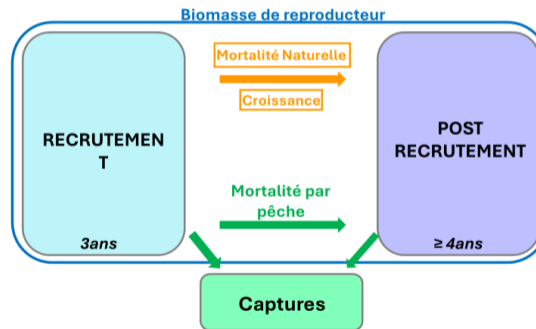 Biomasse de reproducteur
Mortalité Naturelle
Croissance
RECRUTEMEN
T
POST
RECRUTEMENT
Mortalité par
pêche
3ans
≥ 4ans
Captures